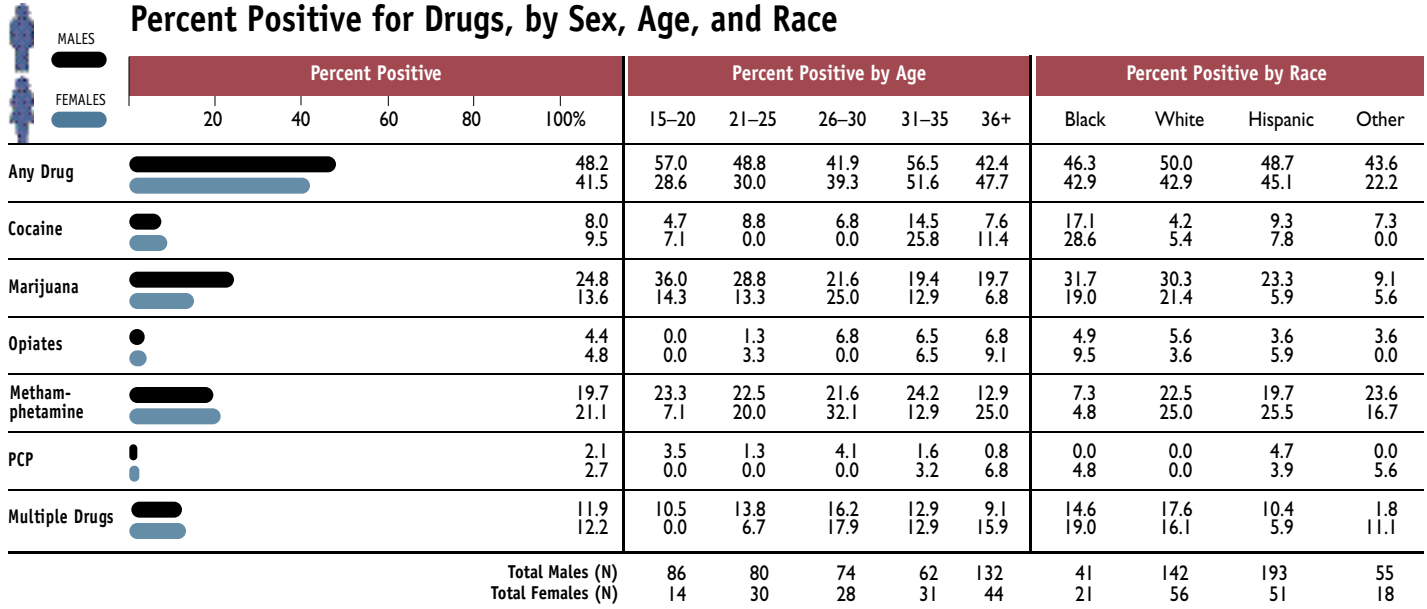 Percent Positive for Drugs, by Sex, Age, and Race
MALES
FEMALES
Percent Positive Percent Positive by Age Percent Positive by Race
20 40 60 80 100% 15–20 21–25 26–30 31–35 36+ Black White Hispanic Other
Any Drug 48.2 57.0 48.8 41.9 56.5 42.4 46.3 50.0 48.7 43.6
41.5 28.6 30.0 39.3 51.6 47.7 42.9 42.9 45.1 22.2
Cocaine 8.0 4.7 8.8 6.8 14.5 7.6 17.1 4.2 9.3 7.3
9.5 7.1 0.0 0.0 25.8 11.4 28.6 5.4 7.8 0.0
Marijuana 24.8 36.0 28.8 21.6 19.4 19.7 31.7 30.3 23.3 9.1
13.6 14.3 13.3 25.0 12.9 6.8 19.0 21.4 5.9 5.6
Opiates 4.4 0.0 1.3 6.8 6.5 6.8 4.9 5.6 3.6 3.6
4.8 0.0 3.3 0.0 6.5 9.1 9.5 3.6 5.9 0.0
Metham- 19.7 23.3 22.5 21.6 24.2 12.9 7.3 22.5 19.7 23.6
phetamine 21.1 7.1 20.0 32.1 12.9 25.0 4.8 25.0 25.5 16.7
PCP 2.1 3.5 1.3 4.1 1.6 0.8 0.0 0.0 4.7 0.0
2.7 0.0 0.0 0.0 3.2 6.8 4.8 0.0 3.9 5.6
Multiple Drugs 11.9 10.5 13.8 16.2 12.9 9.1 14.6 17.6 10.4 1.8
12.2 0.0 6.7 17.9 12.9 15.9 19.0 16.1 5.9 11.1
Total Males (N) 86 80 74 62 132 41 142 193 55
Total Females (N) 14 30 28 31 44 21 56 51 18